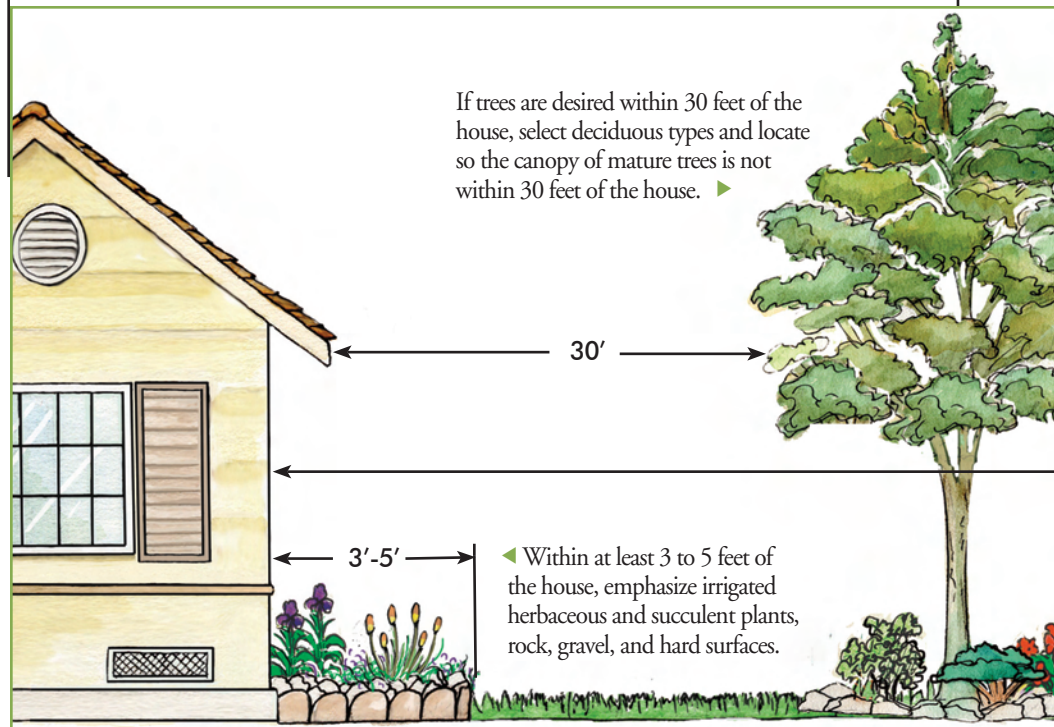 If trees are desired within 30 feet of the
house, select deciduous types and locate
so the canopy of mature trees is not
within 30 feet of the house.
30′
3′-5′
Within at least 3 to 5 feet of
the house, emphasize irrigated
herbaceous and succulent plants,
rock, gravel, and hard surfaces.